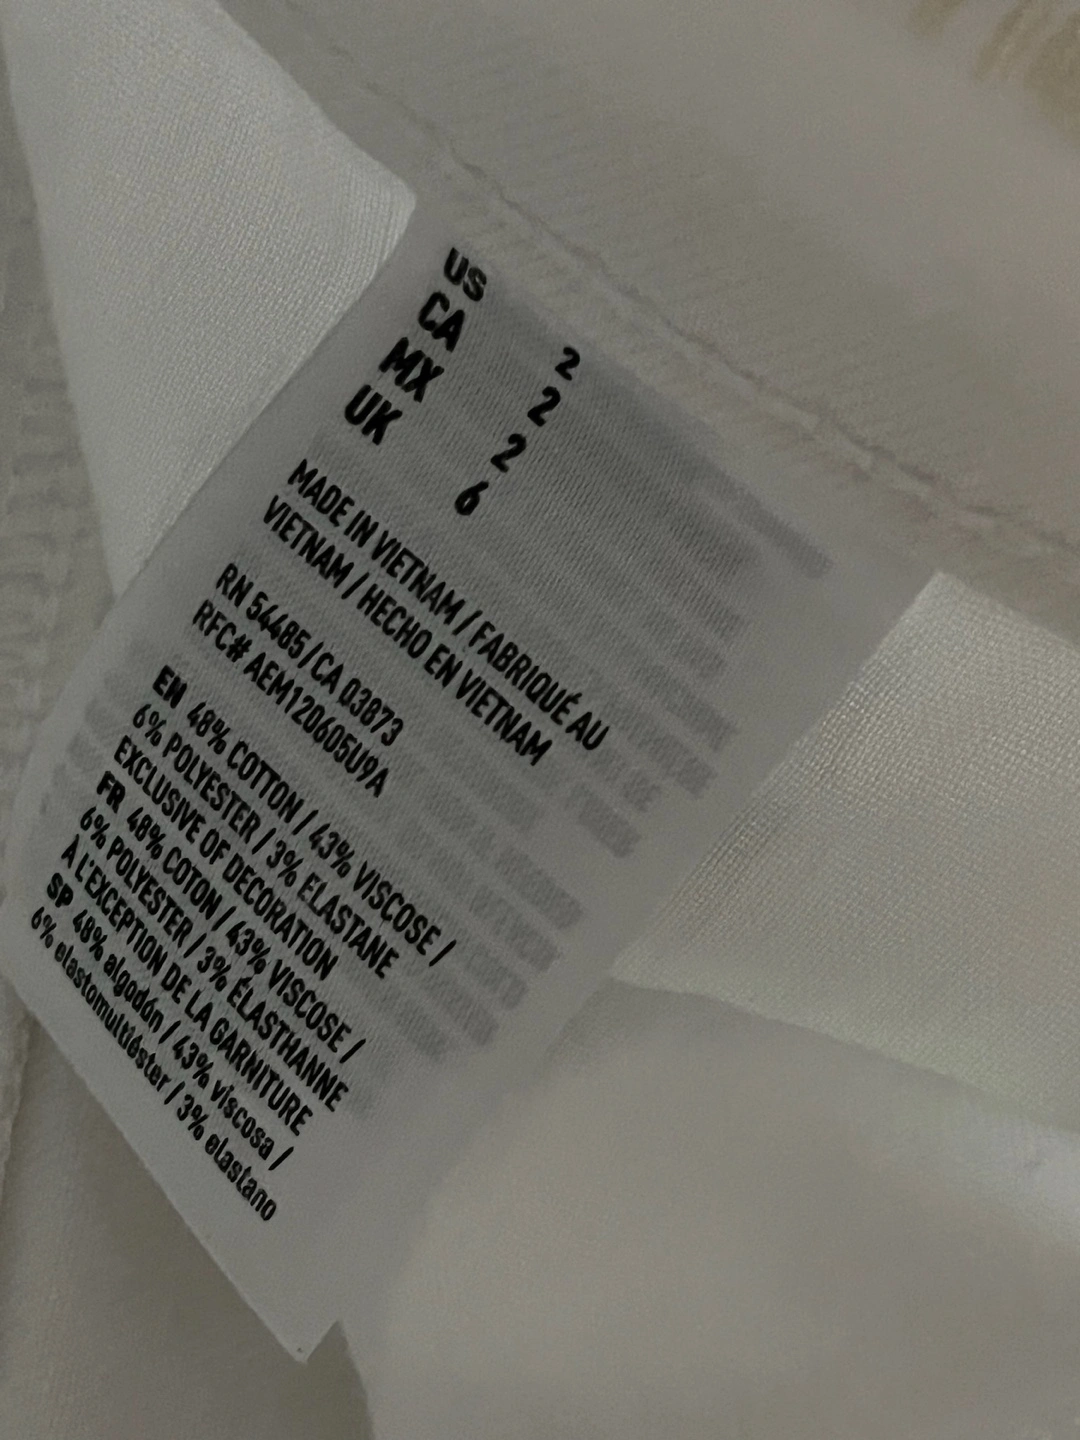 US 2
CA 2
MX 2
UK 6
MADE IN VIETNAM / FABRIQUÉ AU
VIETNAM / HECHO EN VIETNAM
RN 54485 / CA 03873
RFC# AEM120605U9A
EN 48% COTTON / 43% VISCOSE /
6% POLYESTER / 3% ELASTANE
EXCLUSIVE OF DECORATION
FR 48% COTON / 43% VISCOSE /
6% POLYESTER / 3% ÉLASTHANNE
À L'EXCEPTION DE LA GARNITURE
SP 48% algodón / 43% viscosa /
6% elastomultiéster / 3% elastano